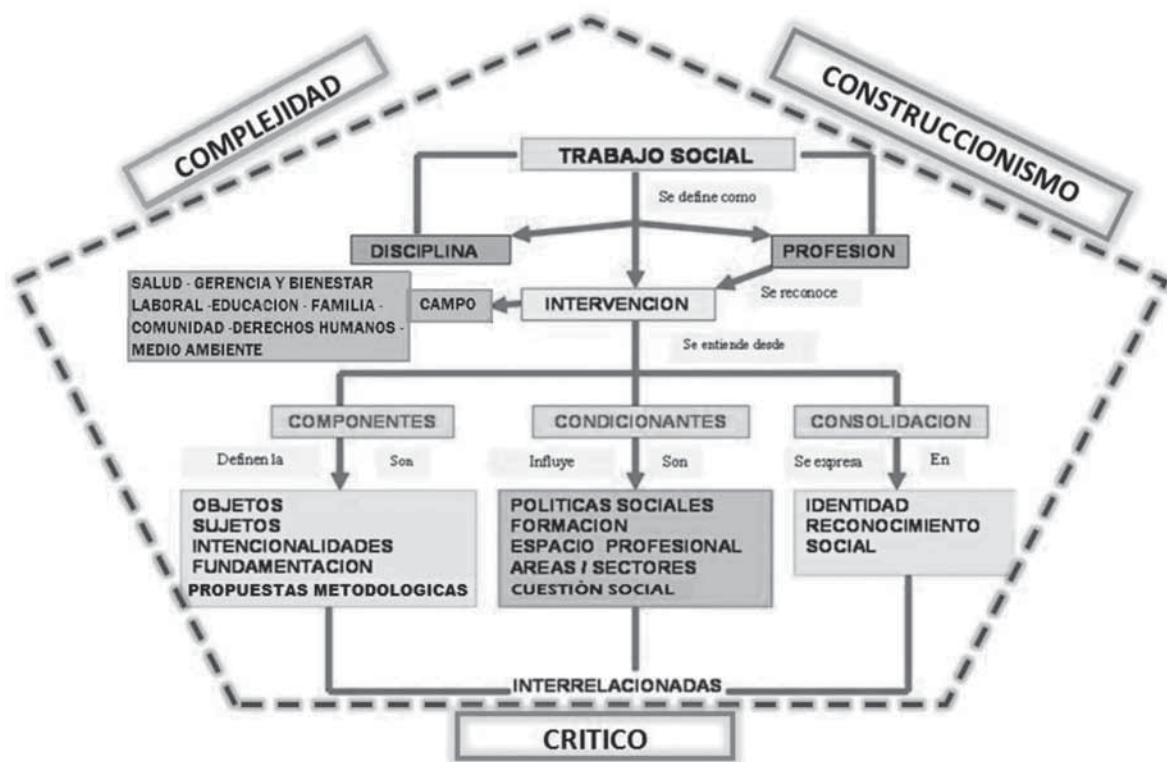 COMPLEJIDAD
CONSTRUCCIONISMO
TRABAJO SOCIAL
Se define como
DISCIPLINA
PROFESION
SALUD - GERENCIA Y BIENESTAR
LABORAL -EDUCACION - FAMILIA -
COMUNIDAD -DERECHOS HUMANOS -
MEDIO AMBIENTE
CAMPO
INTERVENCION
Se reconoce
Se entiende desde
COMPONENTES
CONDICIONANTES
CONSOLIDACION
Definen la
Son
Influye
Son
Se expresa
En
OBJETOS
SUJETOS
INTENCIONALIDADES
FUNDAMENTACION
PROPUESTAS METODOLOGICAS
POLITICAS SOCIALES
FORMACION
ESPACIO PROFESIONAL
AREAS / SECTORES
CUESTIÒN SOCIAL
IDENTIDAD
RECONOCIMIENTO
SOCIAL
INTERRELACIONADAS
CRITICO